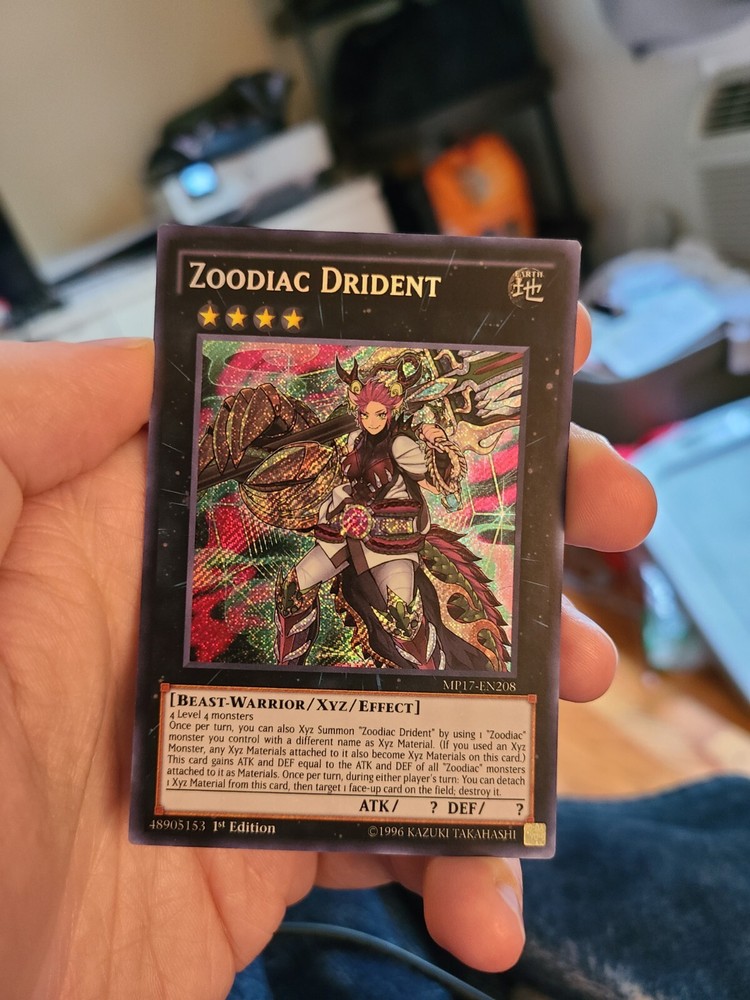 ZOODIAC DRIDENT
EARTH
地
MP17-EN208
[BEAST-WARRIOR/XYZ/EFFECT]
4 Level 4 monsters
Once per turn, you can also Xyz Summon "Zoodiac Drident" by using 1 "Zoodiac"
monster you control with a different name as Xyz Material. (If you used an Xyz
Monster, any Xyz Materials attached to it also become Xyz Materials on this card.)
This card gains ATK and DEF equal to the ATK and DEF of all "Zoodiac" monsters
attached to it as Materials. Once per turn, during either player's turn: You can detach
1 Xyz Material from this card, then target 1 face-up card on the field; destroy it.
ATK/ ? DEF/ ?
48905153 1st Edition ©1996 KAZUKI TAKAHASHI